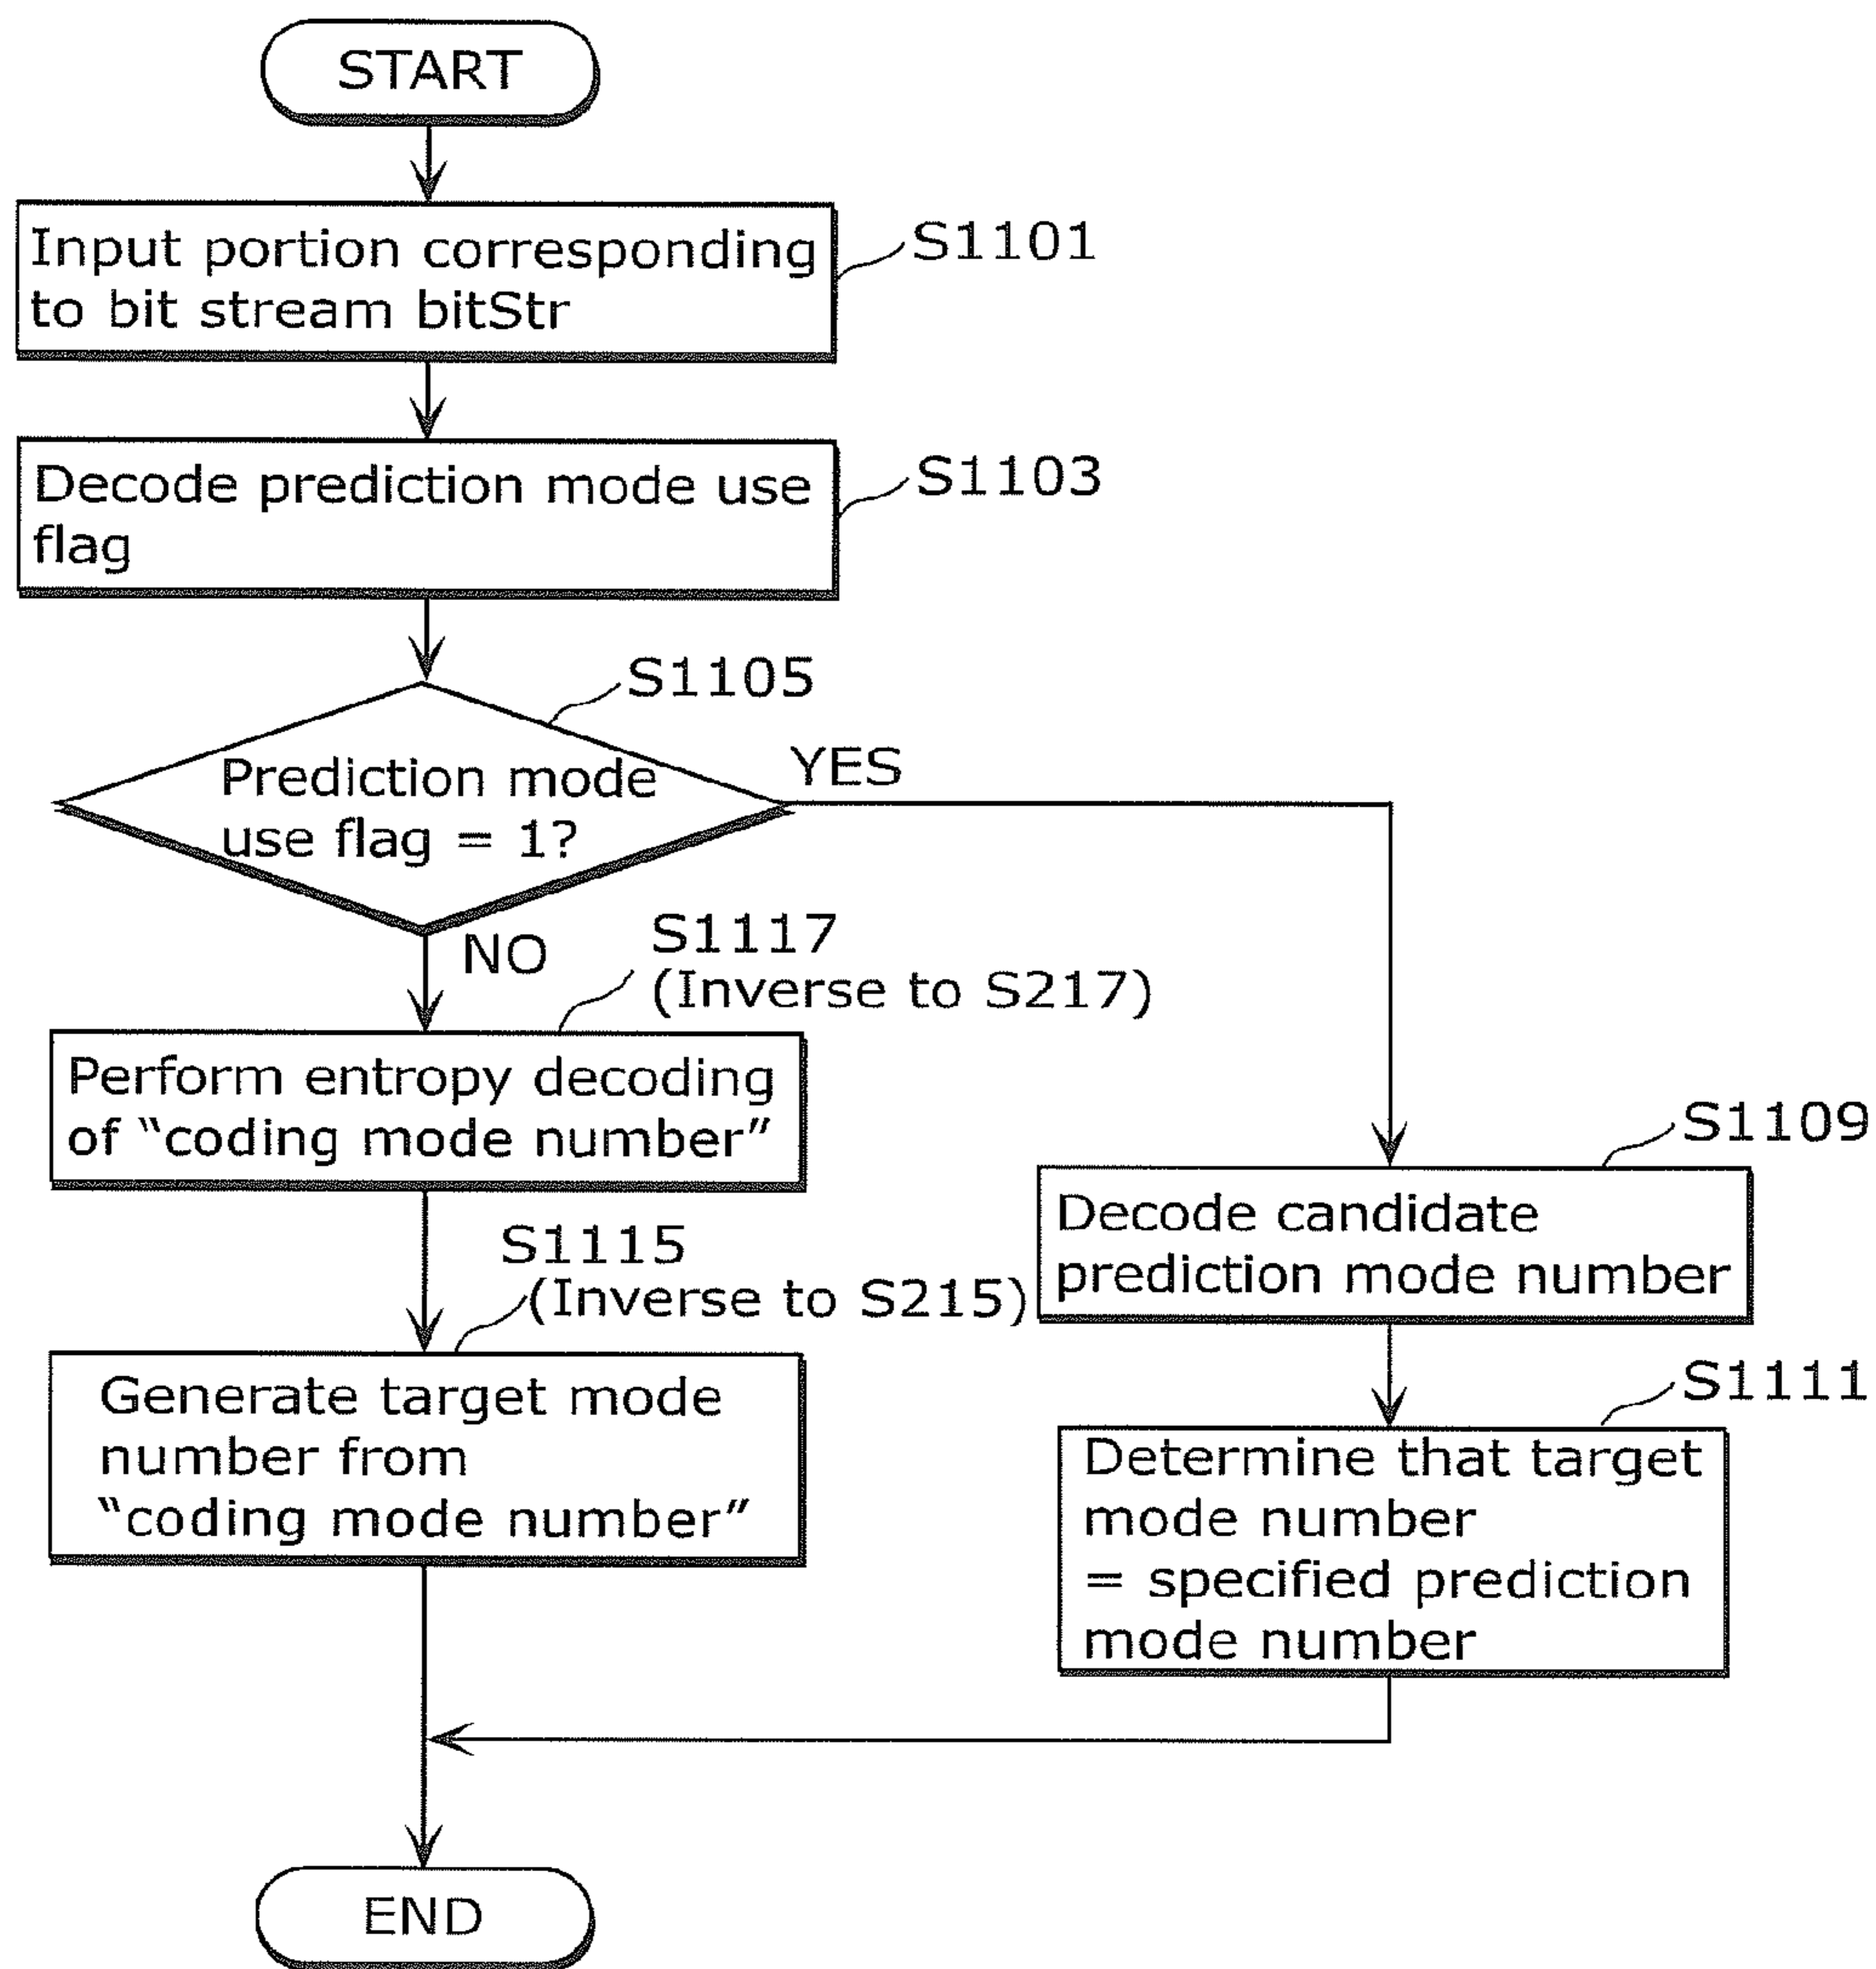 START
Input portion corresponding
to bit stream bitStr
S1101
Decode prediction mode use
flag
S1103
S1105
Prediction mode
use flag = 1?
YES
NO
S1117
(Inverse to S217)
Perform entropy decoding
of “coding mode number”
S1109
Decode candidate
prediction mode number
S1115
(Inverse to S215)
Generate target mode
number from
“coding mode number”
S1111
Determine that target
mode number
= specified prediction
mode number
END